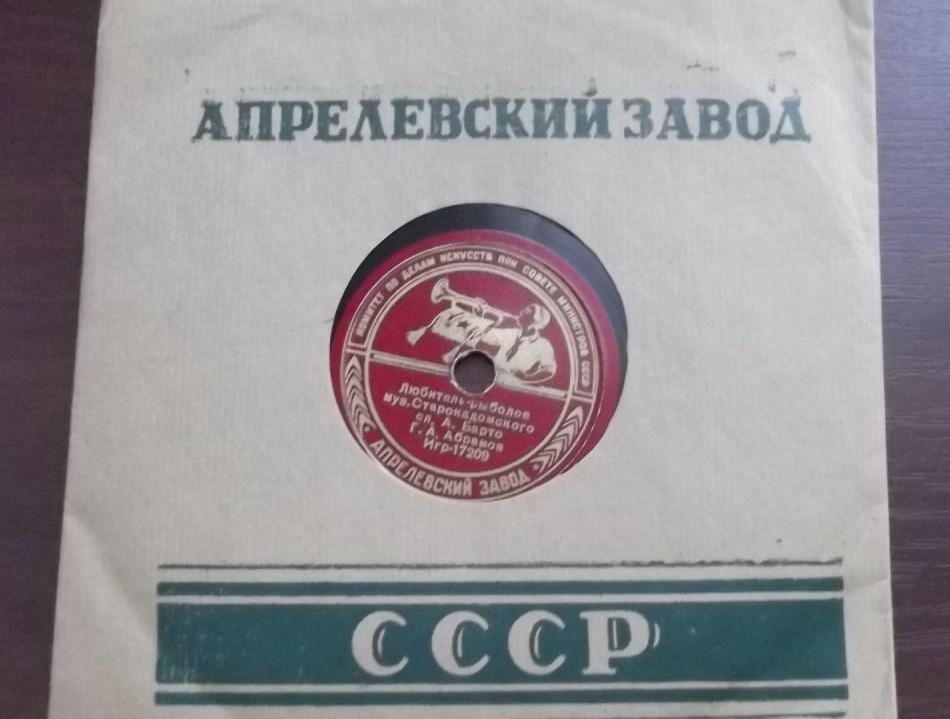 АПРЕЛЕВСКИЙ ЗАВОД
КОМИТЕТ ПО ДЕЛАМ ИСКУССТВ ПРИ СОВЕТЕ МИНИСТРОВ СССР
Любитель-рыболов
муз. Старокадомского
сл. А. Барто
Г. А. Абрамов
Игр-17209
АПРЕЛЕВСКИЙ ЗАВОД
СССР